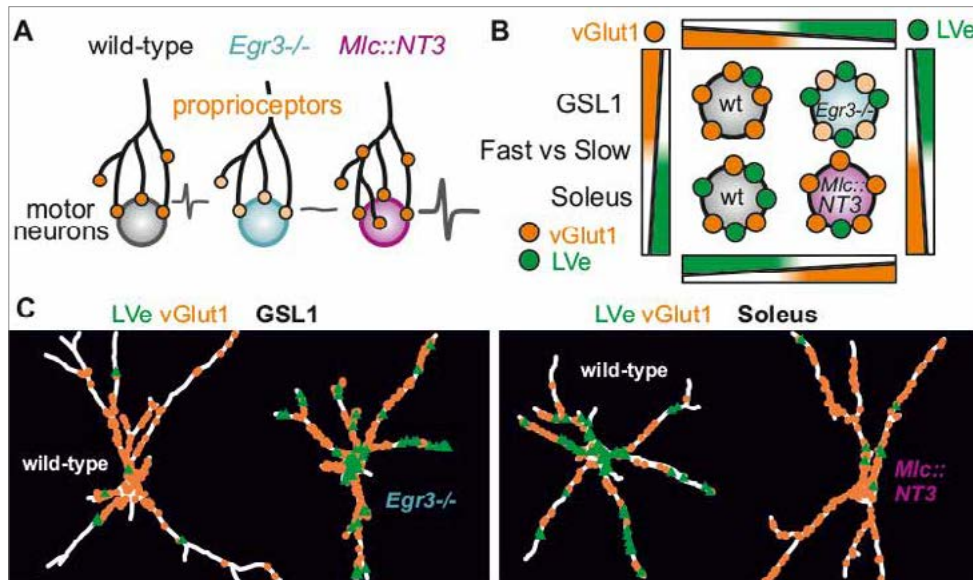 A
wild-type Egr3-/- Mlc::NT3
proprioceptors
motor
neurons
B
vGlut1 LVe
GSL1
wt Egr3-/-
Fast vs Slow
Soleus
wt Mlc::
NT3
vGlut1
LVe
C
LVe vGlut1 GSL1
wild-type
Egr3-/-
LVe vGlut1 Soleus
wild-type
Mlc::
NT3